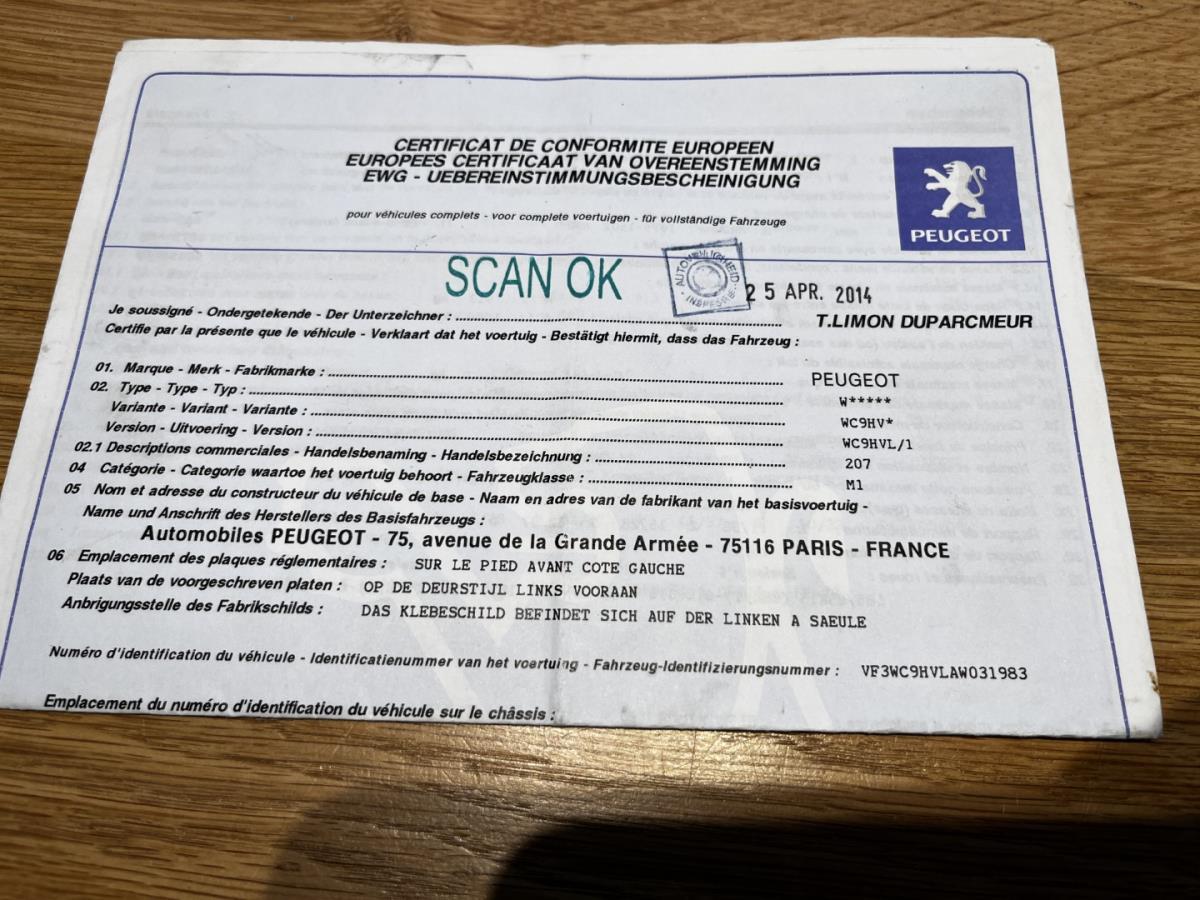 CERTIFICAT DE CONFORMITE EUROPEEN
EUROPEES CERTIFICAAT VAN OVEREENSTEMMING
EWG - UEBEREINSTIMMUNGSBESCHEINIGUNG
pour véhicules complets - voor complete voertuigen - für vollständige Fahrzeuge
PEUGEOT
SCAN OK
25 APR. 2014
Je soussigné - Ondergetekende - Der Unterzeichner : T.LIMON DUPARCMEUR
Certifie par la présente que le véhicule - Verklaart dat het voertuig - Bestätigt hiermit, dass das Fahrzeug :
01. Marque - Merk - Fabrikmarke : PEUGEOT
02. Type - Type - Typ : W*****
Variante - Variant - Variante : WC9HV*
Version - Uitvoering - Version : WC9HVL/1
02.1 Descriptions commerciales - Handelsbenaming - Handelsbezeichnung : 207
04 Catégorie - Categorie waartoe het voertuig behoort - Fahrzeugklasse : M1
05 Nom et adresse du constructeur du véhicule de base - Naam en adres van de fabrikant van het basisvoertuig -
Name und Anschrift des Herstellers des Basisfahrzeugs :
Automobiles PEUGEOT - 75, avenue de la Grande Armée - 75116 PARIS - FRANCE
06 Emplacement des plaques réglementaires : SUR LE PIED AVANT COTE GAUCHE
Plaats van de voorgeschreven platen : OP DE DEURSTIJL LINKS VOORAAN
Anbrigungsstelle des Fabrikschilds : DAS KLEBESCHILD BEFINDET SICH AUF DER LINKEN A SAEULE
Numéro d'identification du véhicule - Identificatienummer van het voertuing - Fahrzeug-Identifizierungsnummer : VF3WC9HVLAW031983
Emplacement du numéro d'identification du véhicule sur le châssis :